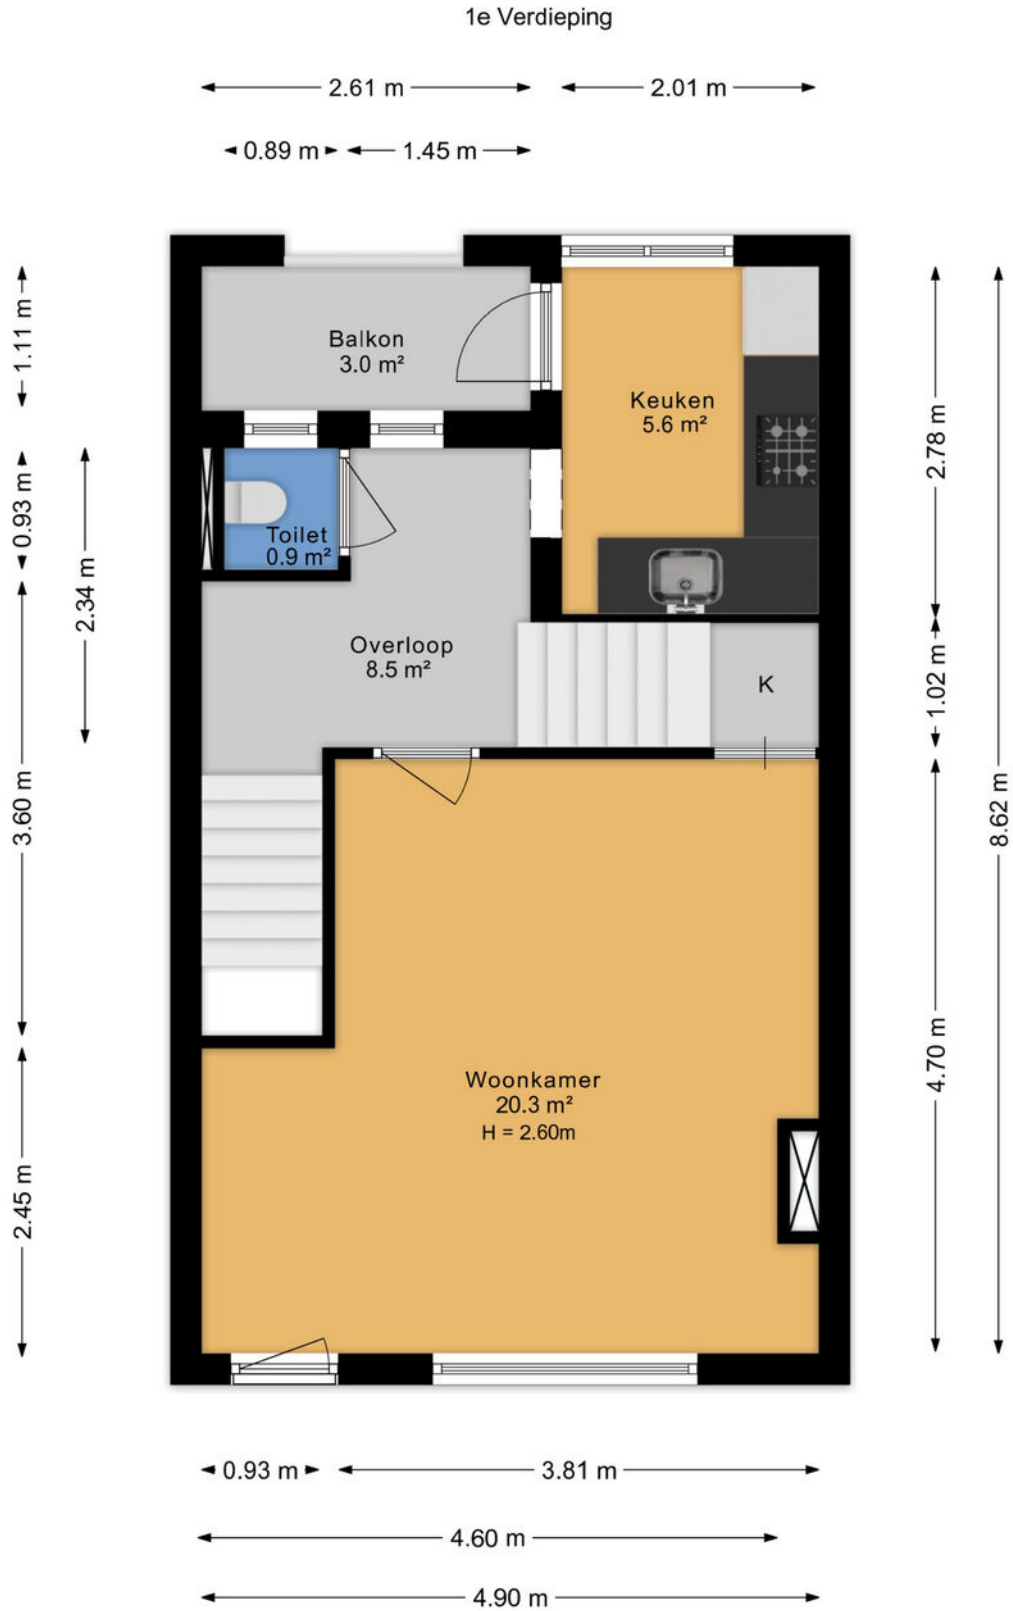 1e Verdieping
2.61 m
2.01 m
0.89 m
1.45 m
1.11 m
Balkon
3.0 m²
Keuken
5.6 m²
2.78 m
0.93 m
Toilet
0.9 m²
2.34 m
Overloop
8.5 m²
K
1.02 m
3.60 m
8.62 m
4.70 m
Woonkamer
20.3 m²
H = 2.60m
2.45 m
0.93 m
3.81 m
4.60 m
4.90 m